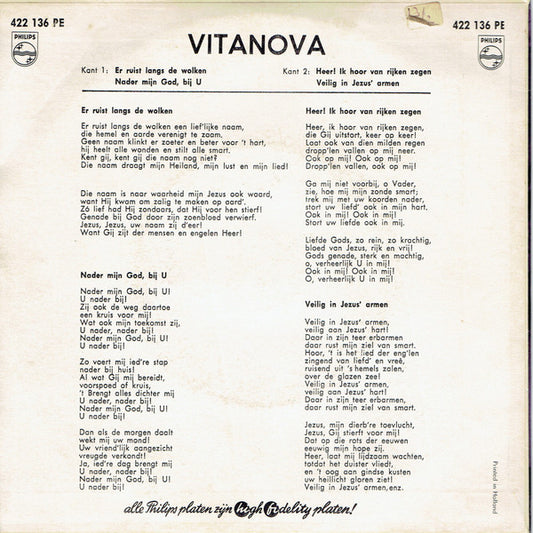 422 136 PE
422 136 PE
PHILIPS
PHILIPS
VITANOVA
Kant 1: Er ruist langs de wolken
Nader mijn God, bij U
Kant 2: Heer! Ik hoor van rijken zegen
Veilig in Jezus' armen
Er ruist langs de wolken
Er ruist langs de wolken een lief'lijke naam,
die hemel en aarde verenigt te zaam.
Geen naam klinkt er zoeter en beter voor 't hart,
hij heelt alle wonden en stilt alle smart.
Kent gij, kent gij die naam nog niet?
Die naam draagt mijn Heiland, mijn lust en mijn lied!
Die naam is naar waarheid mijn Jezus ook waard,
want Hij kwam om zalig te maken op aard'.
Zó lief had Hij zondaars, dat Hij voor hen stierf!
Genade bij God door zijn zoenbloed verwierf.
Jezus, Jezus, uw naam zij d'eer!
Want Gij zijt der mensen en engelen Heer!
Nader mijn God, bij U
Nader mijn God, bij U!
U nader bij!
Zij ook de weg daartoe
een kruis voor mij!
Wat ook mijn toekomst zij,
U nader, nader bij!
Nader mijn God, bij U!
U nader bij!
Zo voert mij ied're stap
nader bij huis!
Al wat Gij mij bereidt,
voorspoed of kruis,
't Brengt alles dichter mij
U nader, nader bij!
Nader mijn God, bij U!
U nader bij!
Dan als de morgen daalt
wekt mij uw mond!
Uw vriend'lijk aangezicht
vreugde verkondt!
Ja, ied're dag brengt mij
U nader, nader bij!
Nader mijn God, bij U!
U nader bij!
Heer! Ik hoor van rijken zegen
Heer, ik hoor van rijken zegen,
die Gij uitstort, keer op keer!
Laat ook van dien milden regen
dropp'len vallen op mij neer.
Ook op mij! Ook op mij!
Dropp'len vallen, ook op mij!
Ga mij niet voorbij, o Vader,
zie, hoe mij mijn zonde smart;
trek mij met uw koorden nader,
stort uw liefd' ook in mijn hart.
Ook in mij! Ook in mij!
Stort uw liefde ook in mij.
Liefde Gods, zo rein, zo krachtig,
bloed van Jezus, rijk en vrij!
Gods genade, sterk en machtig,
o, verheerlijk U in mij!
Ook in mij! Ook in mij!
O, verheerlijk U in mij!
Veilig in Jezus' armen
Veilig in Jezus' armen,
veilig aan Jezus' hart!
Daar in zijn teer erbarmen,
daar rust mijn ziel van smart.
Hoor, 't is het lied der eng'len
zingend van liefd' en vreê,
ruisend uit 's hemels zalen,
over de glazen zee!
Veilig in Jezus' armen,
veilig aan Jezus' hart!
Daar in zijn teer erbarmen,
daar rust mijn ziel van smart.
Jezus, mijn dierb're toevlucht,
Jezus, Gij stierft voor mij!
Dat op die rots der eeuwen
eeuwig mijn hope zij.
Heer, laat mij lijdzaam wachten,
totdat het duister vliedt,
en 't oog aan gindse kusten
uw heillicht gloren ziet!
Veilig in Jezus' armen, enz.
Printed in Holland
alle Philips platen zijn high fidelity platen!